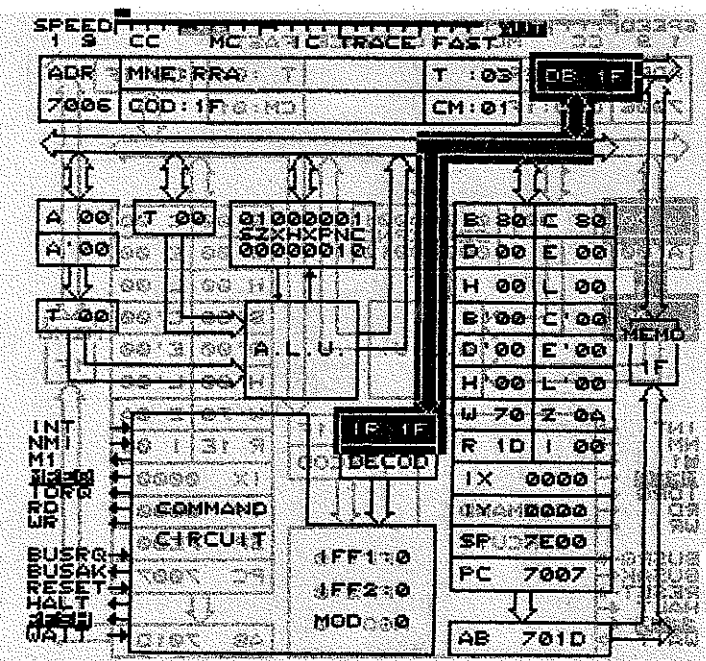 SPEED
1 9 CC MC IC TRACE FAST
ADR MNE:RRA T :03 DB 1F
7006 COD:1F CM:01
A 00 T 00 01000001 B 80 C 80
SZXHXPNC
A'00 00000010 D 00 E 00
H 00 L 00
T 00 B'00 C'00 MEMO
A.L.U. D'00 E'00 1F
H'00 L'00
IR 1F W 70 Z 0A
INT
NMI DECOD R 1D I 00
M1
IX 0000
IORQ
RD COMMAND
WR
CIRCUIT SP 7E00
BUSRQ IFF1:0
BUSAK PC 7007
RESET IFF2:0
HALT
MOD :0
WAIT AB 701D